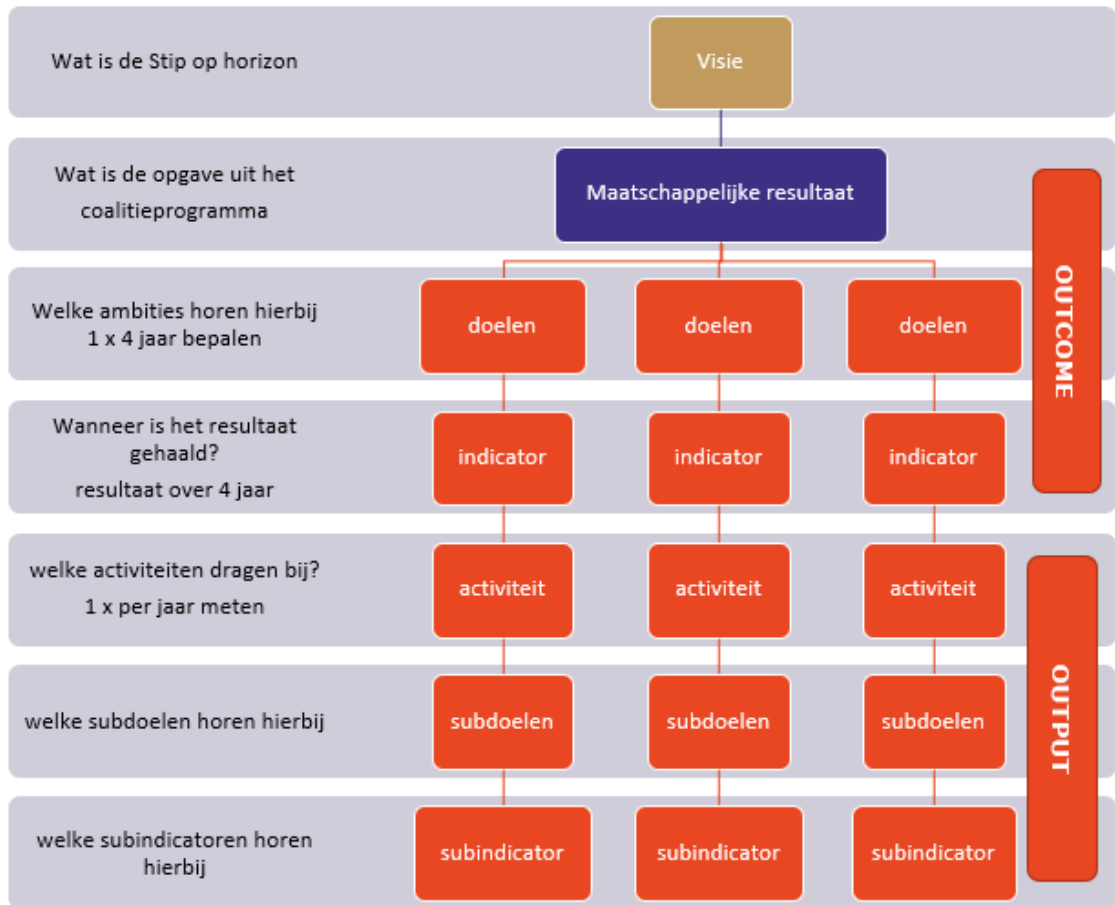 Wat is de Stip op horizon
Visie
Wat is de opgave uit het
coalitieprogramma
Maatschappelijke resultaat
Welke ambities horen hierbij
1 x 4 jaar bepalen
doelen
doelen
doelen
OUTCOME
Wanneer is het resultaat
gehaald?
resultaat over 4 jaar
indicator
indicator
indicator
welke activiteiten dragen bij?
1 x per jaar meten
activiteit
activiteit
activiteit
OUTPUT
welke subdoelen horen hierbij
subdoelen
subdoelen
subdoelen
welke subindicatoren horen
hierbij
subindicator
subindicator
subindicator